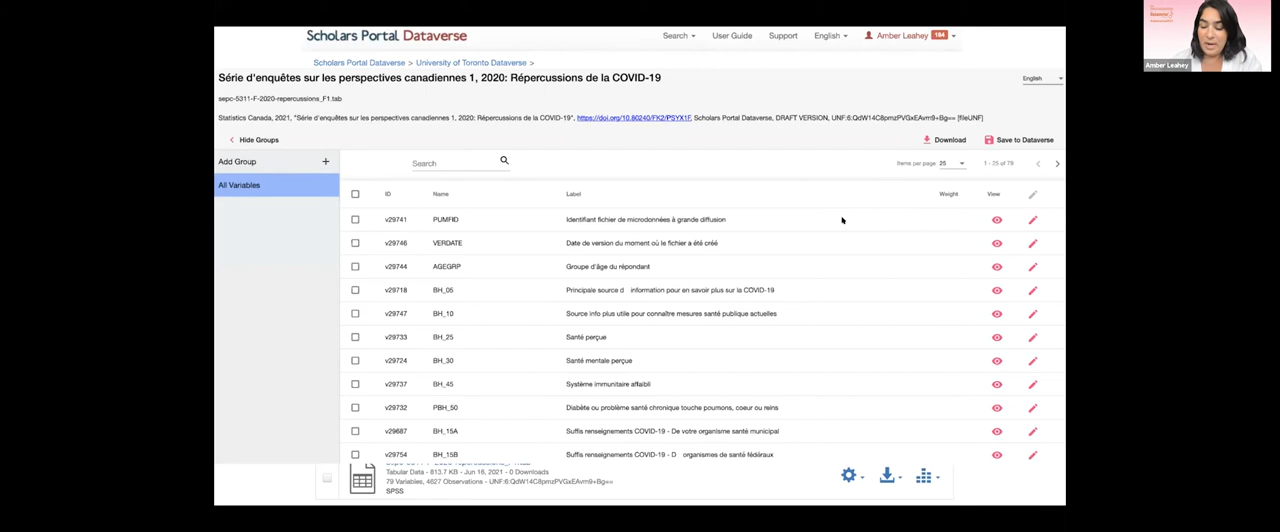 Scholars Portal Dataverse
Search User Guide Support English Amber Leahey 184
Scholars Portal Dataverse > University of Toronto Dataverse >
Série d'enquêtes sur les perspectives canadiennes 1, 2020: Répercussions de la COVID-19
English
sepc-5311-F-2020-repercussions_F1.tab
Statistics Canada, 2021, "Série d'enquêtes sur les perspectives canadiennes 1, 2020: Répercussions de la COVID-19", https://doi.org/10.80240/FK2/PSYX1F, Scholars Portal Dataverse, DRAFT VERSION, UNF:6:QdW14C8pmzPVGxEAvm9+Bg== [fileUNF]
Hide Groups Download Save to Dataverse
Add Group +
Search
Items per page 25 1 - 25 of 79
All Variables
ID Name Label Weight View
v29741 PUMFID Identifiant fichier de microdonnées à grande diffusion
v29746 VERDATE Date de version du moment où le fichier a été créé
v29744 AGEGRP Groupe d'âge du répondant
v29718 BH_05 Principale source d information pour en savoir plus sur la COVID-19
v29747 BH_10 Source info plus utile pour connaître mesures santé publique actuelles
v29733 BH_25 Santé perçue
v29724 BH_30 Santé mentale perçue
v29737 BH_45 Système immunitaire affaibli
v29732 PBH_50 Diabète ou problème santé chronique touche poumons, coeur ou reins
v29687 BH_15A Suffis renseignements COVID-19 - De votre organisme santé municipal
v29754 BH_15B Suffis renseignements COVID-19 - D organismes de santé fédéraux
Tabular Data - 813.7 KB - Jun 16, 2021 - 0 Downloads
79 Variables, 4627 Observations - UNF:6:QdW14C8pmzPVGxEAvm9+Bg==
SPSS
Amber Leahey